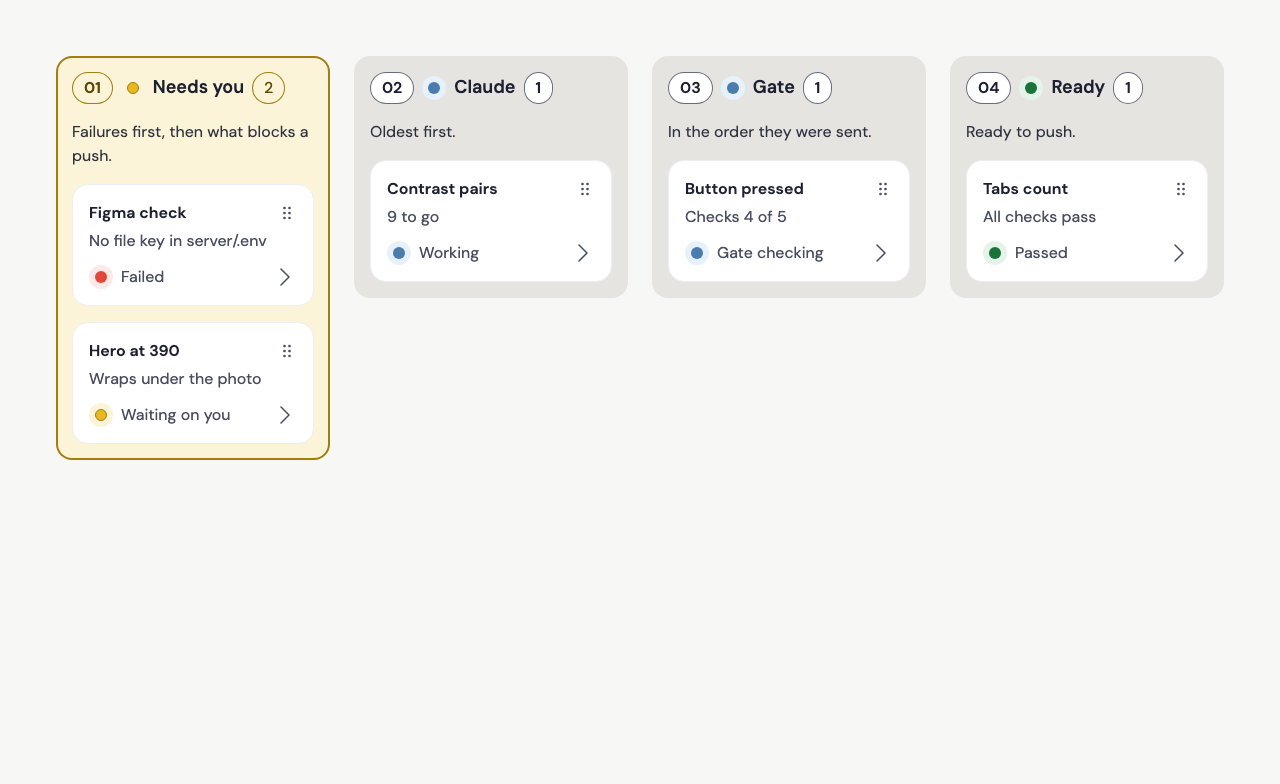 01 Needs you 2
Failures first, then what blocks a
push.
Figma check
No file key in server/.env
Failed
Hero at 390
Wraps under the photo
Waiting on you
02 Claude 1
Oldest first.
Contrast pairs
9 to go
Working
03 Gate 1
In the order they were sent.
Button pressed
Checks 4 of 5
Gate checking
04 Ready 1
Ready to push.
Tabs count
All checks pass
Passed